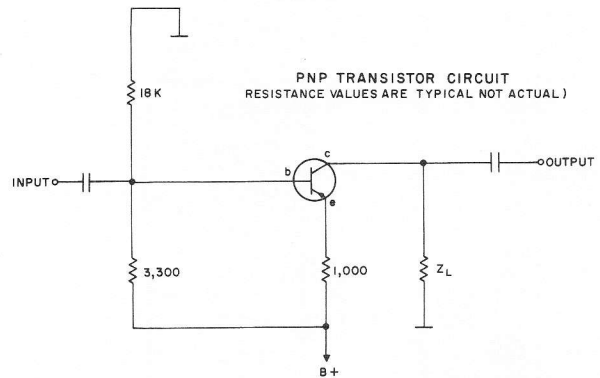 18K
PNP TRANSISTOR CIRCUIT
RESISTANCE VALUES ARE TYPICAL NOT ACTUAL)
c
b
INPUT
OUTPUT
e
3,300
1,000
ZL
B+